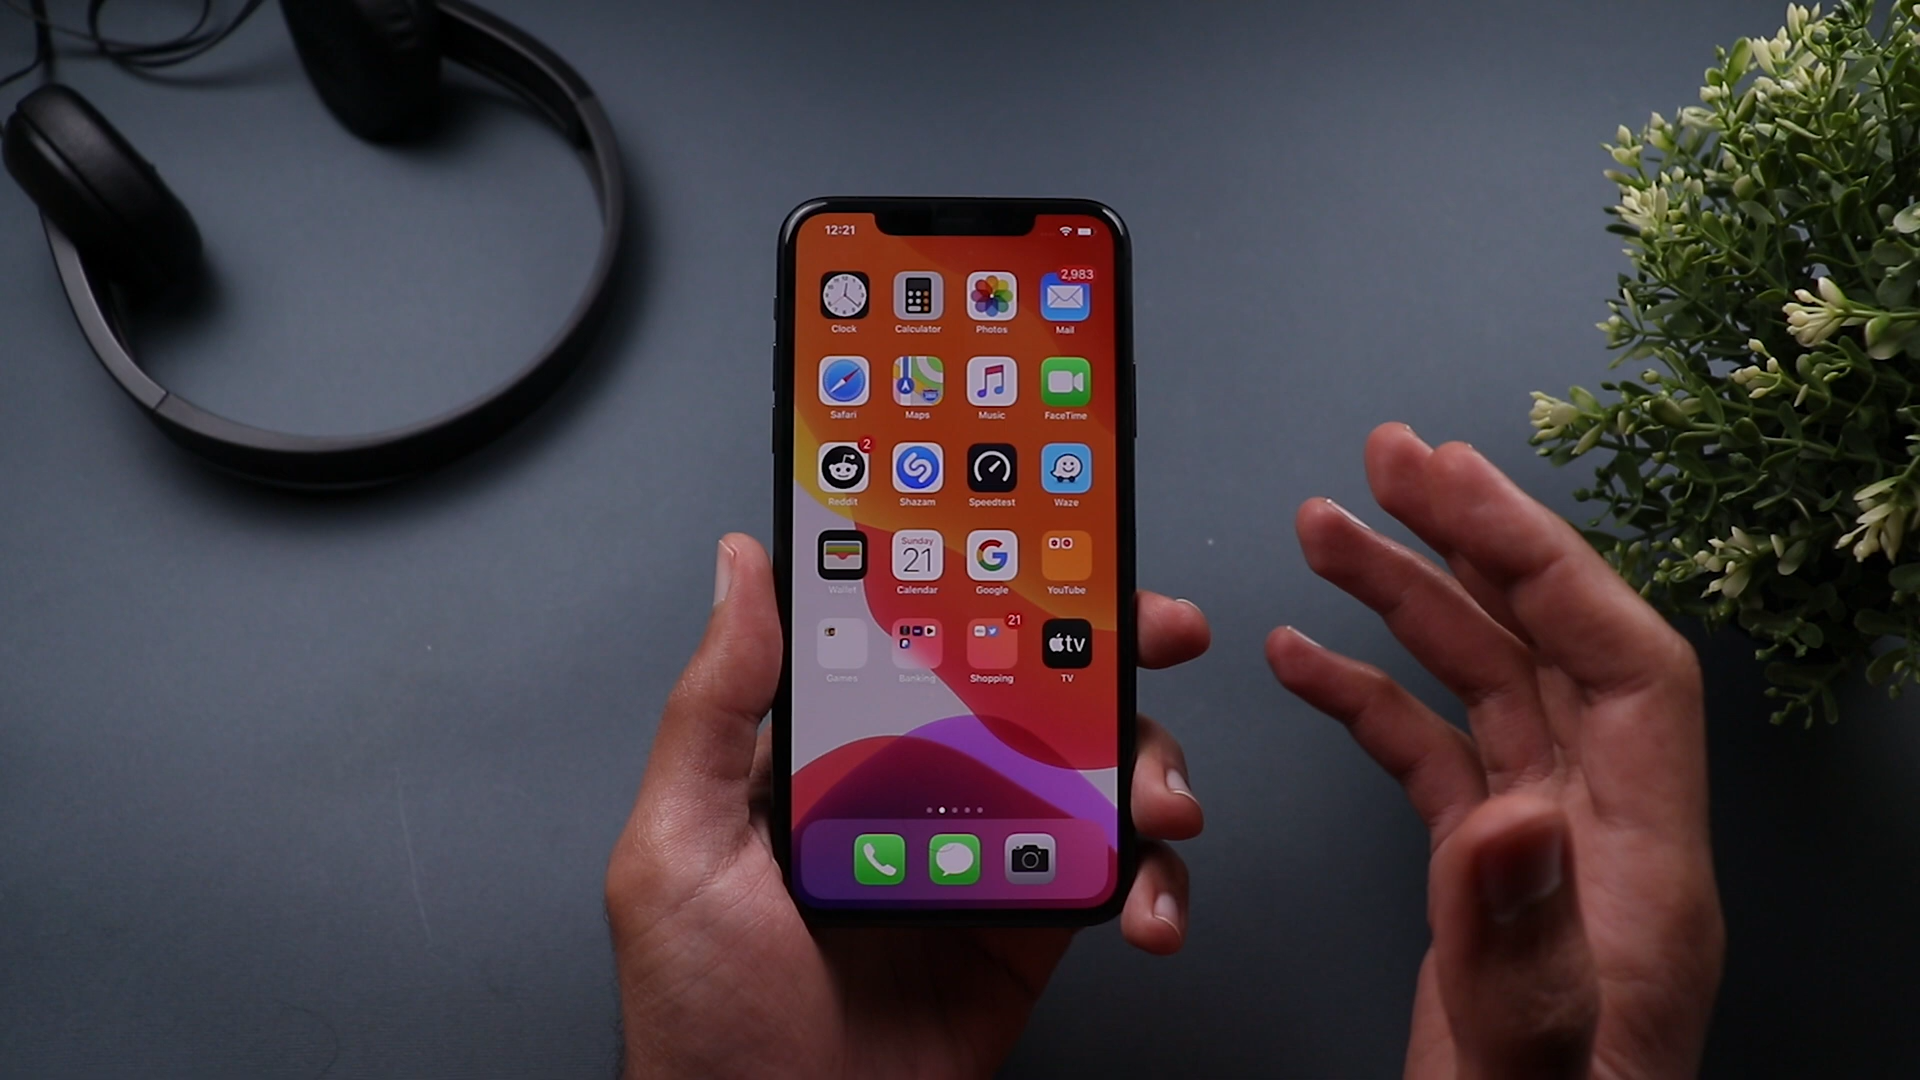 12:21
2,983
Clock Calculator Photos Mail
Safari Maps Music FaceTime
2
Reddit Shazam Speedtest Waze
Sunday
21
G
Wallet Calendar Google YouTube
21
tv
Games Banking Shopping TV